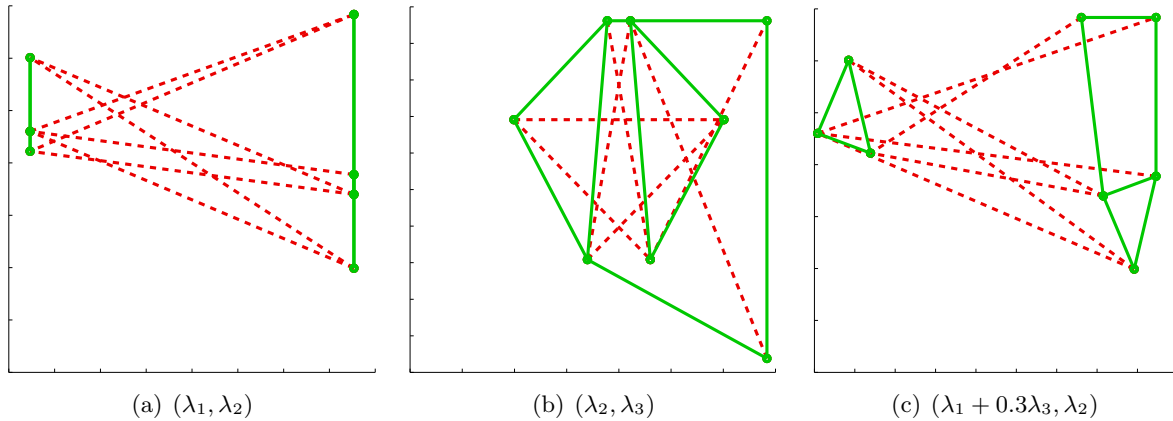 (a) (λ₁, λ₂)
(b) (λ₂, λ₃)
(c) (λ₁ + 0.3λ₃, λ₂)